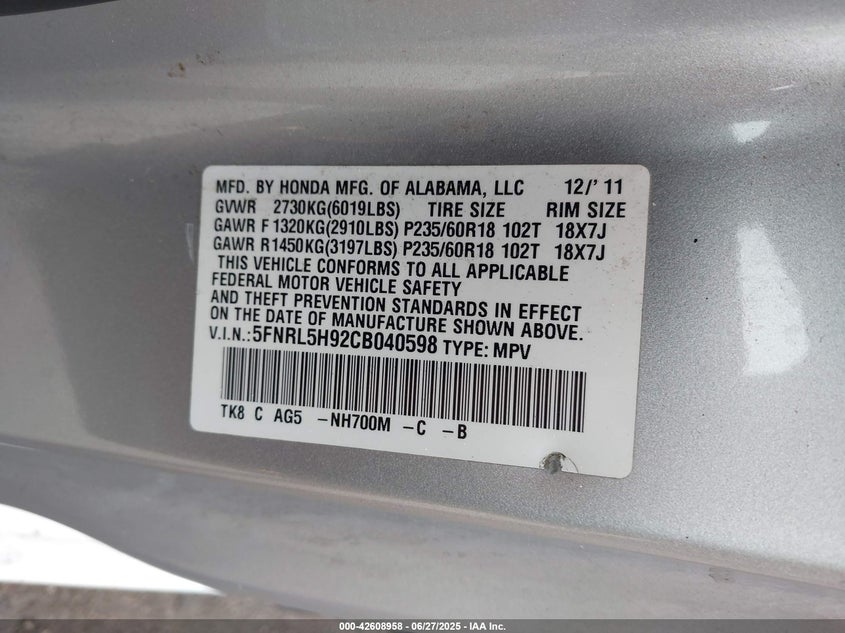 MFD. BY HONDA MFG. OF ALABAMA, LLC 12/'11
GVWR 2730KG(6019LBS) TIRE SIZE RIM SIZE
GAWR F1320KG(2910LBS) P235/60R18 102T 18X7J
GAWR R1450KG(3197LBS) P235/60R18 102T 18X7J
THIS VEHICLE CONFORMS TO ALL APPLICABLE
FEDERAL MOTOR VEHICLE SAFETY
AND THEFT PREVENTION STANDARDS IN EFFECT
ON THE DATE OF MANUFACTURE SHOWN ABOVE.
V.I.N.:5FNRL5H92CB040598 TYPE: MPV
TK8 C AG5 -NH700M -C -B
000-42608958 - 06/27/2025 - IAA Inc.